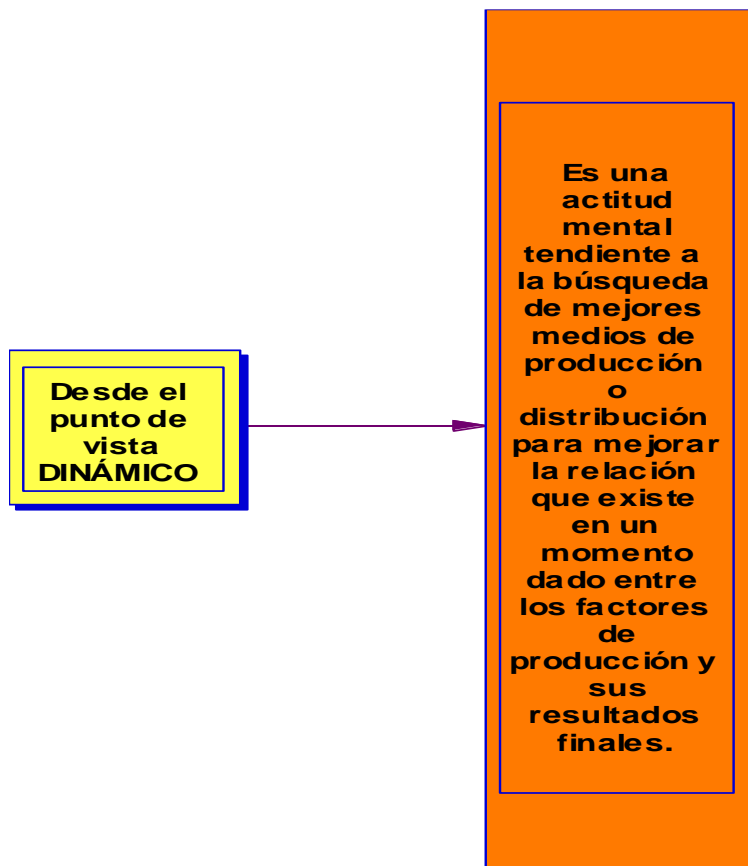 Desde el
punto de
vista
DINÁMICO
Es una
actitud
mental
tendiente a
la búsqueda
de mejores
medios de
producción
o
distribución
para mejorar
la relación
que existe
en un
momento
dado entre
los factores
de
producción y
sus
resultados
finales.